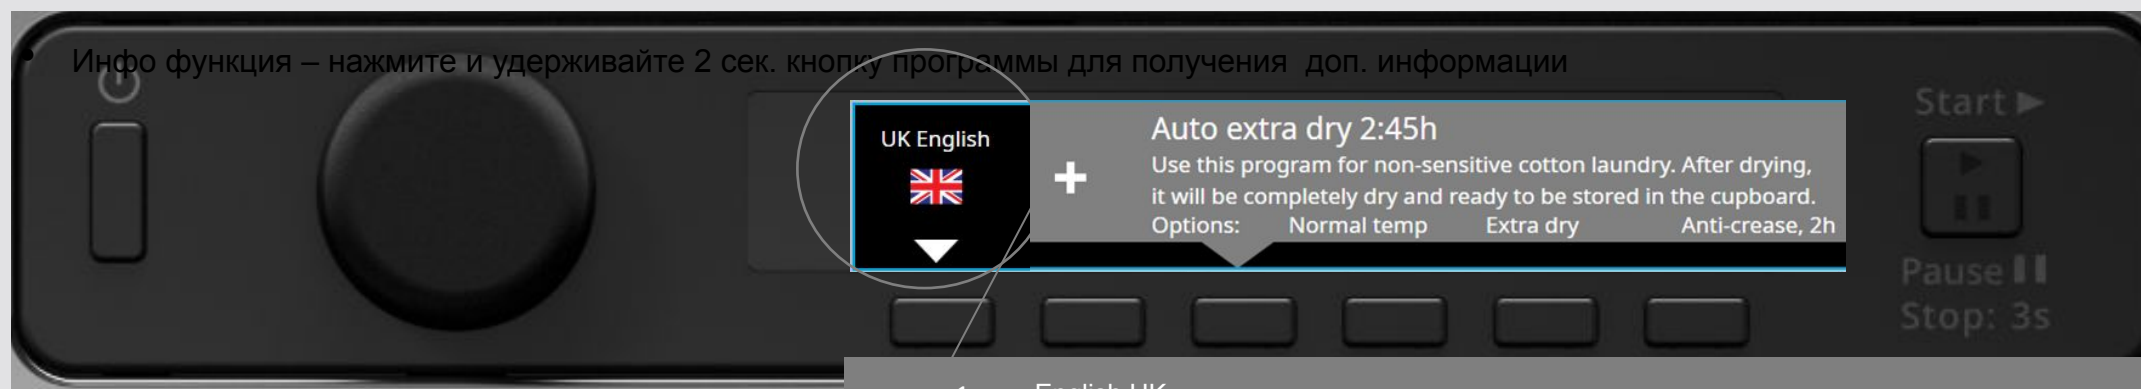 • Инфо функция – нажмите и удерживайте 2 сек. кнопку программы для получения  доп. информации
Start ▶
UK English
Auto extra dry 2:45h
Use this program for non-sensitive cotton laundry. After drying,
it will be completely dry and ready to be stored in the cupboard.
Options: Normal temp Extra dry Anti-crease, 2h
Pause
Stop: 3s
English UK